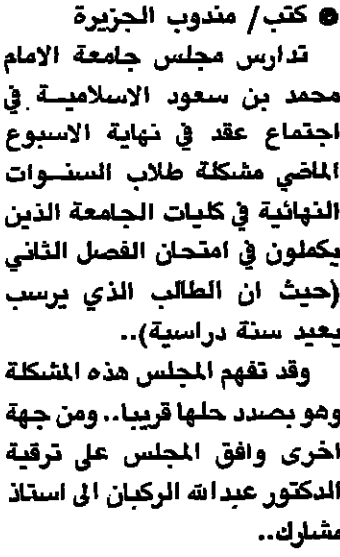 ● كتب/ مندوب الجزيرة
تدارس مجلس جامعة الامام
محمد بن سعود الاسلامية في
اجتماع عقد في نهاية الاسبوع
الماضي مشكلة طلاب السنوات
النهائية في كليات الجامعة الذين
يكملون في امتحان الفصل الثاني
(حيث ان الطالب الذي يرسب
يعيد سنة دراسية)..
وقد تفهم المجلس هذه المشكلة
وهو بصدد حلها قريبا.. ومن جهة
اخرى وافق المجلس على ترقية
الدكتور عبدالله الركبان الى استاذ
مشارك..